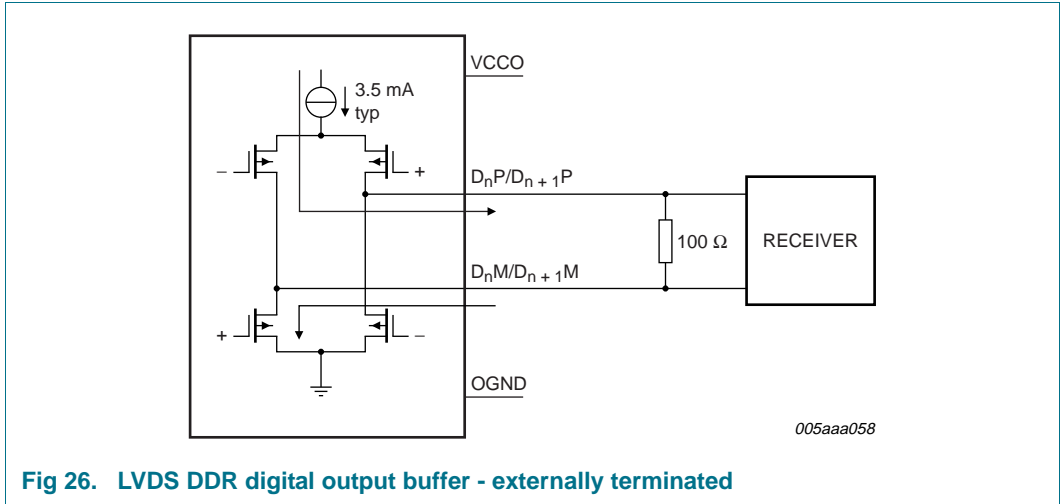 VCCO
3.5 mA
typ
− +
DnP/Dn + 1P
100 Ω
RECEIVER
DnM/Dn + 1M
+ −
OGND
005aaa058
Fig 26. LVDS DDR digital output buffer - externally terminated